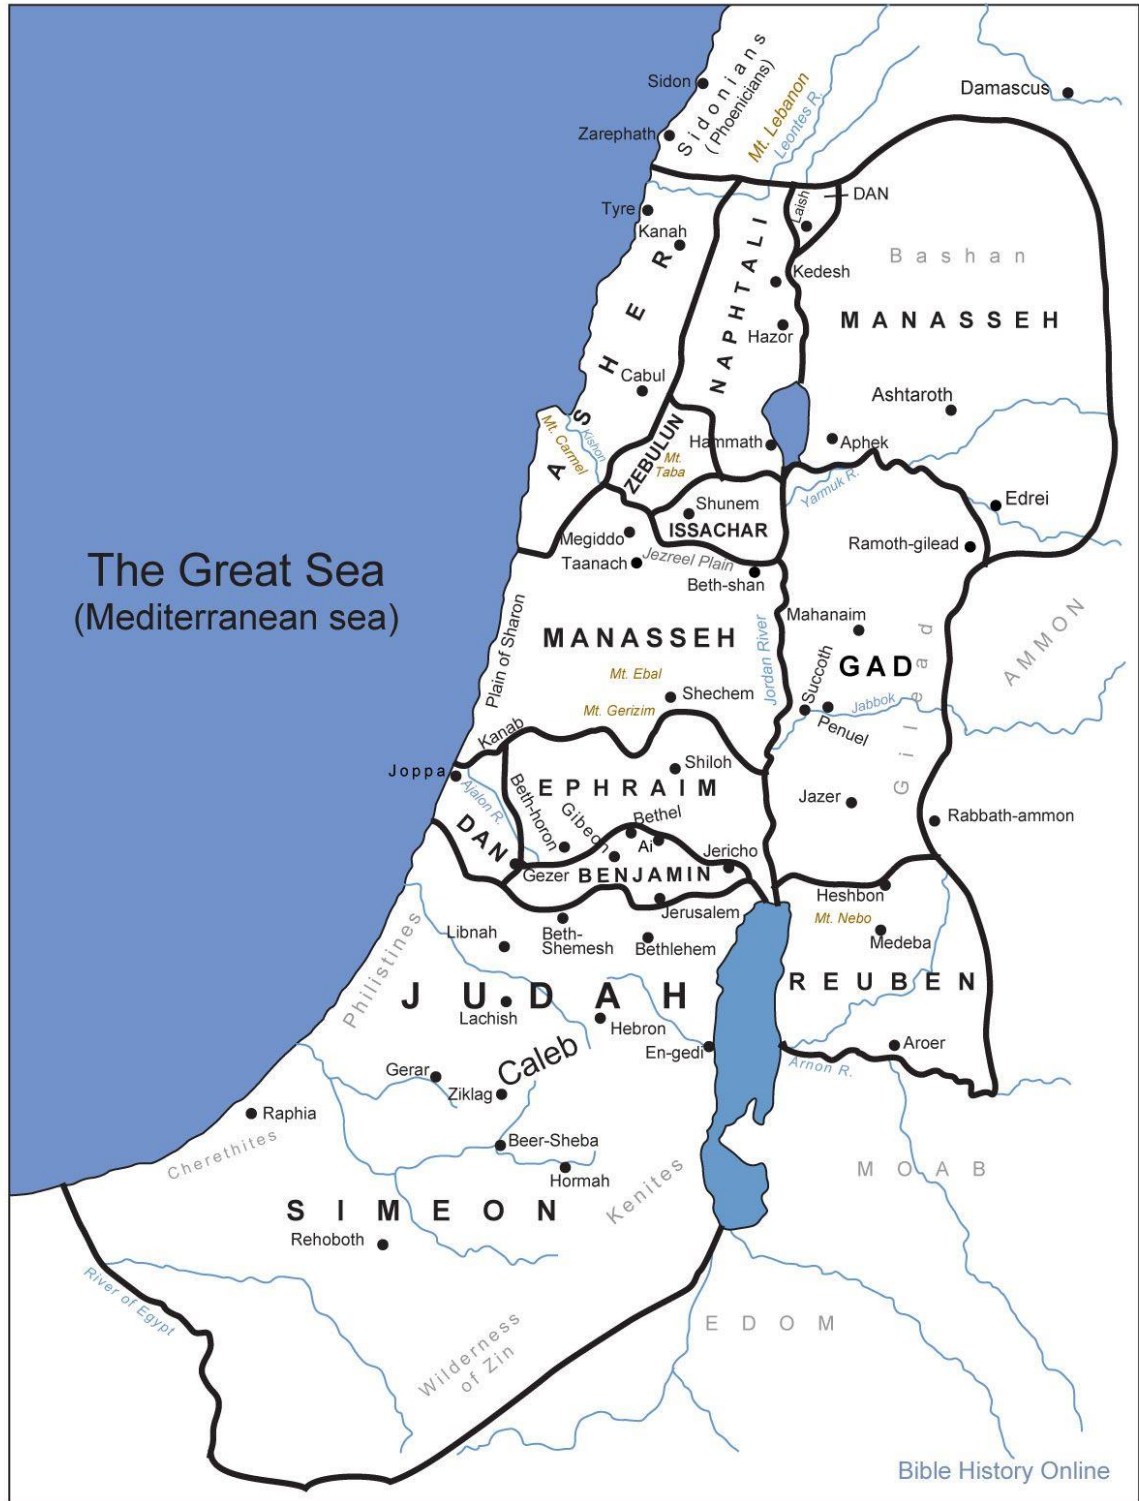 Sidonians
(Phoenicians)
Sidon
Damascus
Zarephath
Mt. Lebanon
Leontes R.
DAN
Laish
Tyre
Kanah
Bashan
Kedesh
MANASSEH
NAPHTALI
Hazor
ASHER
Cabul
Ashtaroth
Mt. Carmel
Kishon
ZEBULUN
Mt.
Taba
Hammath
Aphek
Yarmuk R.
Edrei
Shunem
ISSACHAR
Megiddo
Taanach
Jezreel Plain
Beth-shan
Ramoth-gilead
The Great Sea
(Mediterranean sea)
Plain of Sharon
MANASSEH
Jordan River
Mahanaim
Succoth
GAD
Gilead
AMMON
Mt. Ebal
Shechem
Mt. Gerizim
Jabbok
Penuel
Kanab
Joppa
Ajalon R.
Shiloh
EPHRAIM
Beth-horon
Gibeon
Bethel
Ai
Jazer
Rabbath-ammon
DAN
Gezer
BENJAMIN
Jericho
Heshbon
Jerusalem
Mt. Nebo
Medeba
Libnah
Beth-
Shemesh
Bethlehem
Philistines
JUDAH
REUBEN
Lachish
Hebron
Caleb
En-gedi
Aroer
Arnon R.
Gerar
Ziklag
Raphia
Cherethites
Beer-Sheba
Hormah
Kenites
MOAB
SIMEON
Rehoboth
River of Egypt
Wilderness
of Zin
EDOM
Bible History Online